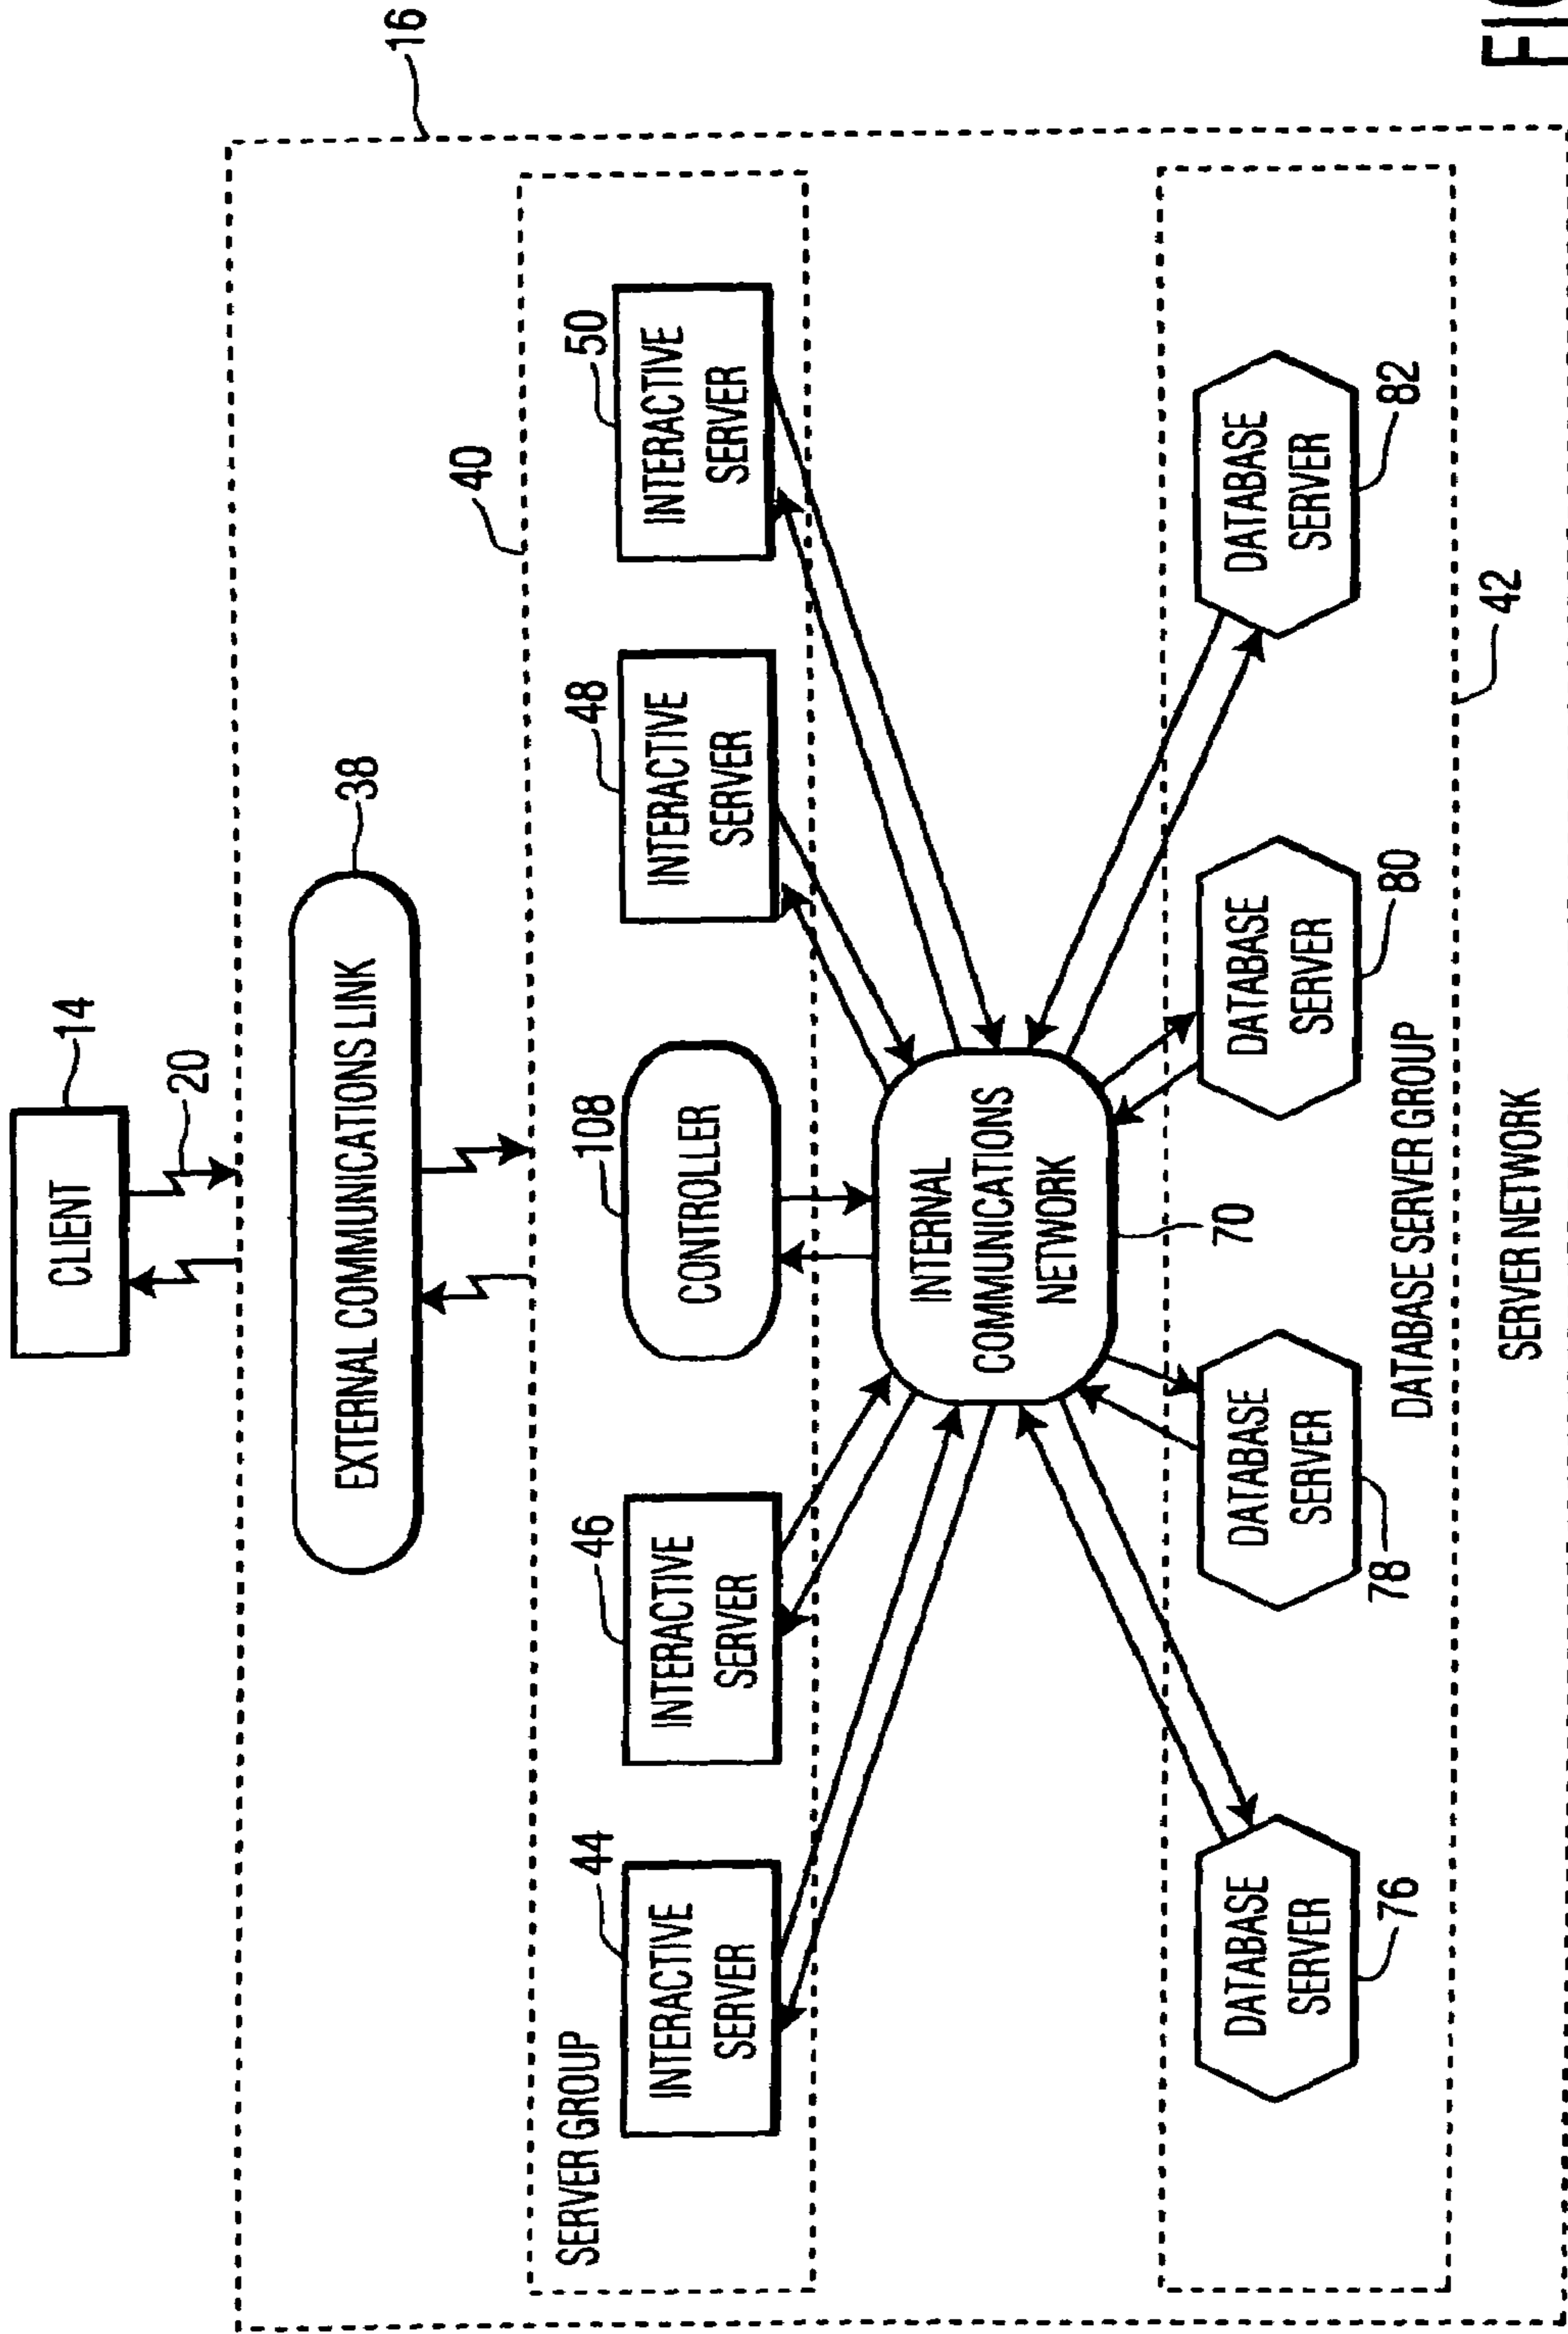 CLIENT
14
20
16
EXTERNAL COMMUNICATIONS LINK
38
40
SERVER GROUP
44
INTERACTIVE
SERVER
46
INTERACTIVE
SERVER
108
CONTROLLER
48
INTERACTIVE
SERVER
50
INTERACTIVE
SERVER
INTERNAL
COMMUNICATIONS
NETWORK
70
DATABASE
SERVER
76
DATABASE
SERVER
78
DATABASE
SERVER
80
DATABASE
SERVER
82
DATABASE SERVER GROUP
42
SERVER NETWORK